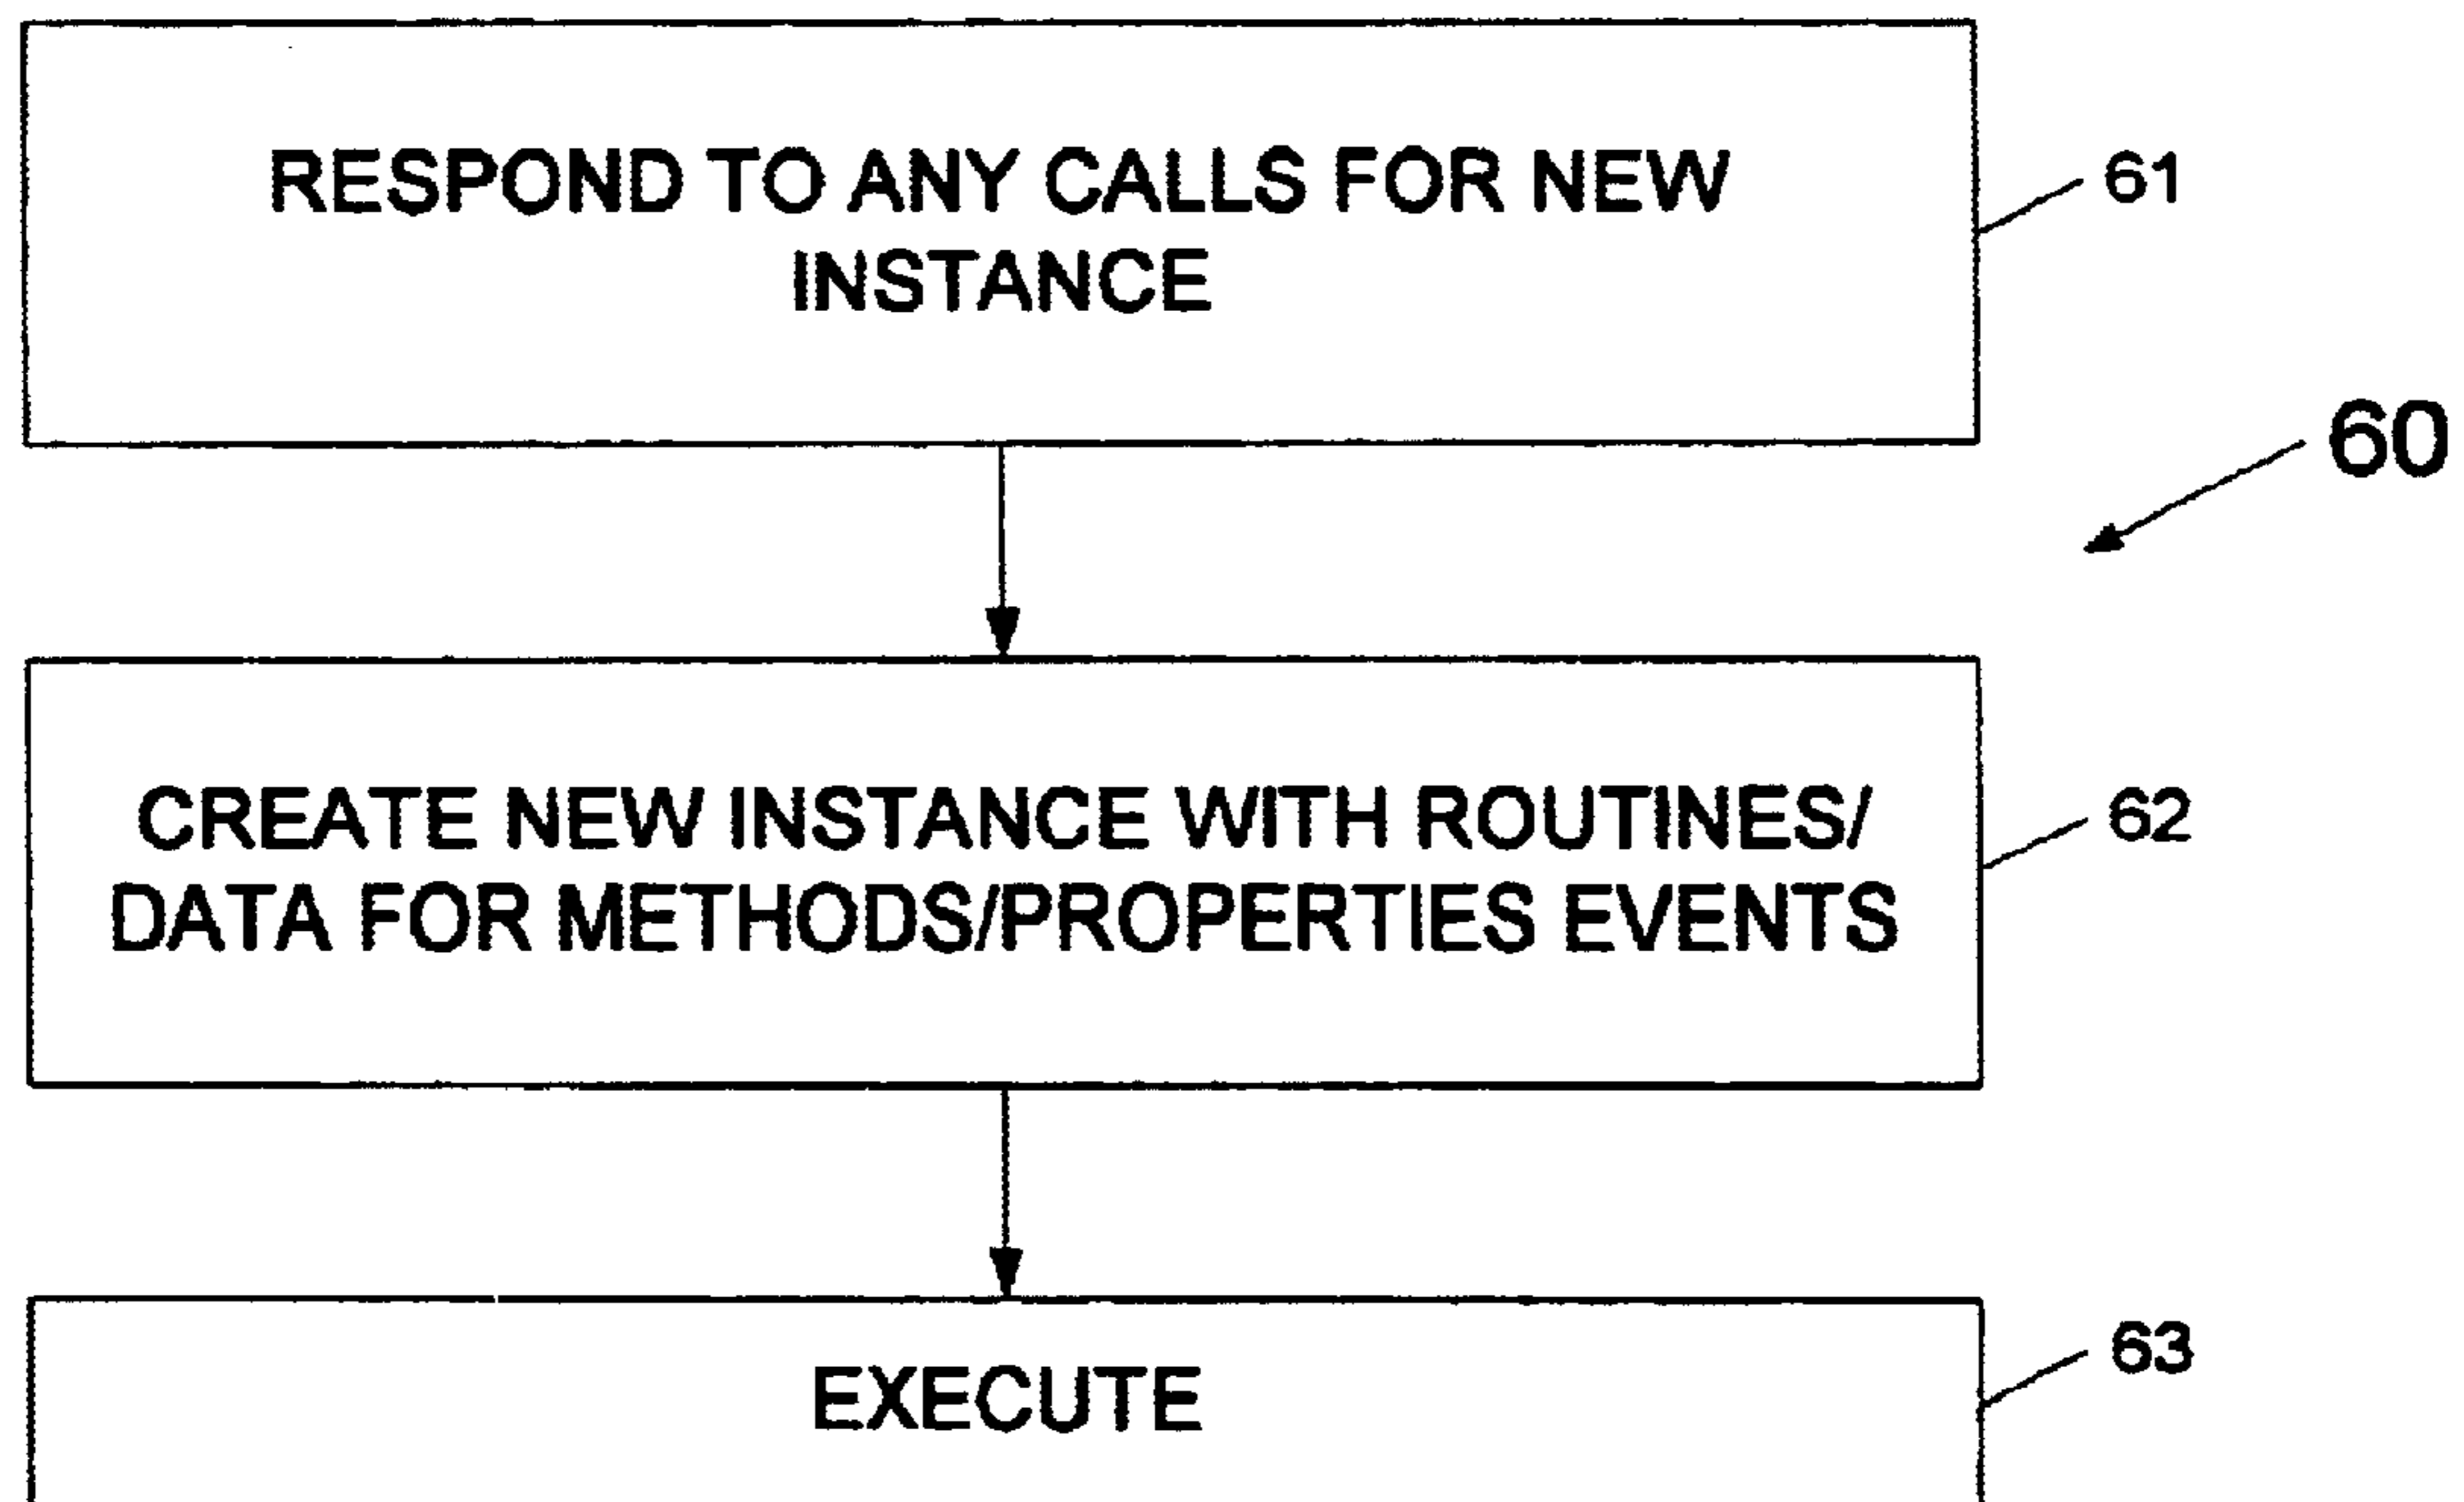 RESPOND TO ANY CALLS FOR NEW
INSTANCE
61
60
CREATE NEW INSTANCE WITH ROUTINES/
DATA FOR METHODS/PROPERTIES EVENTS
62
EXECUTE
63